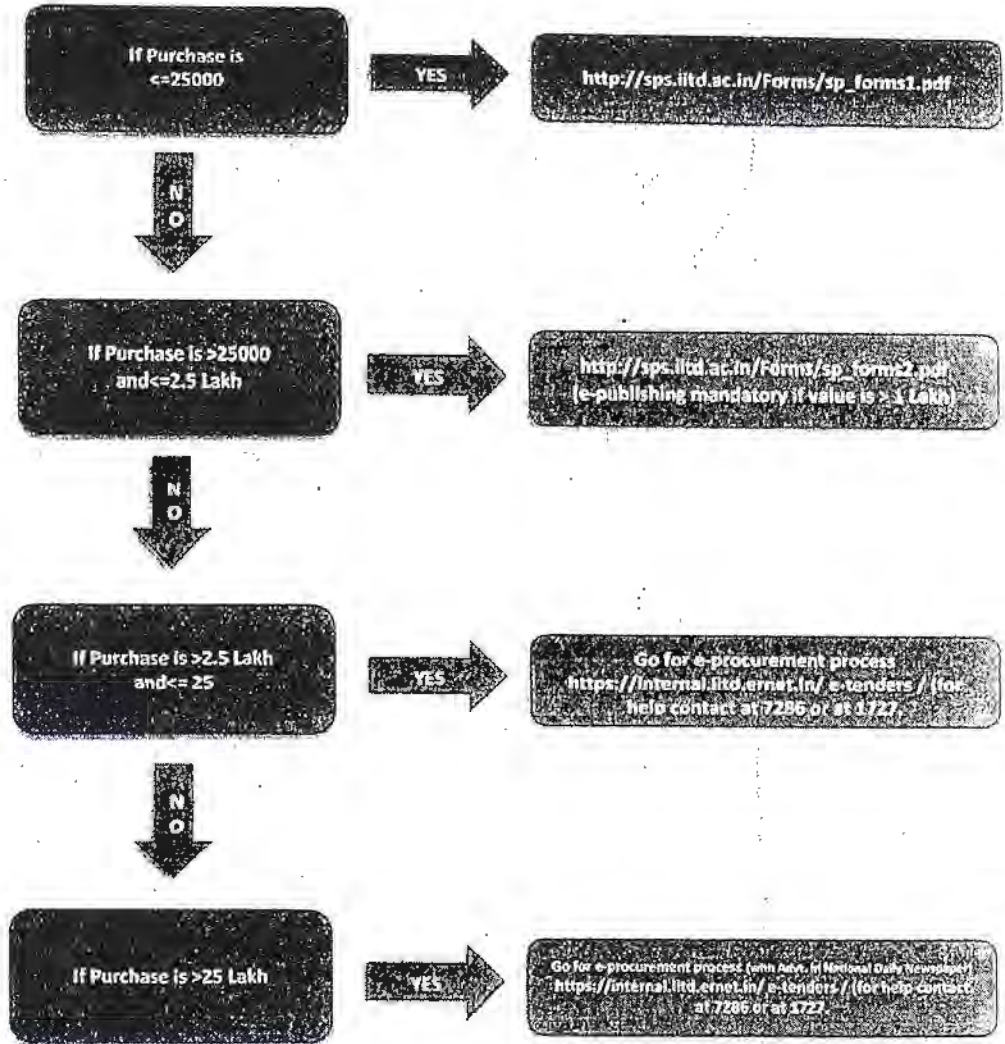 If Purchase is
<=25000
YES
http://sps.iitd.ac.in/Forms/sp_forms1.pdf
N
O
If Purchase is >25000
and<=2.5 Lakh
YES
http://sps.iitd.ac.in/Forms/sp_forms2.pdf
(e-publishing mandatory if value is > 1 Lakh)
N
O
If Purchase is >2.5 Lakh
and<= 25
YES
Go for e-procurement process
https://internal.iitd.ernet.in/ e-tenders / (for
help contact at 7286 or at 1727.
N
O
If Purchase is >25 Lakh
YES
Go for e-procurement process (with Advt. in National Daily Newspaper)
https://internal.iitd.ernet.in/ e-tenders / (for help contact
at 7286 or at 1727.